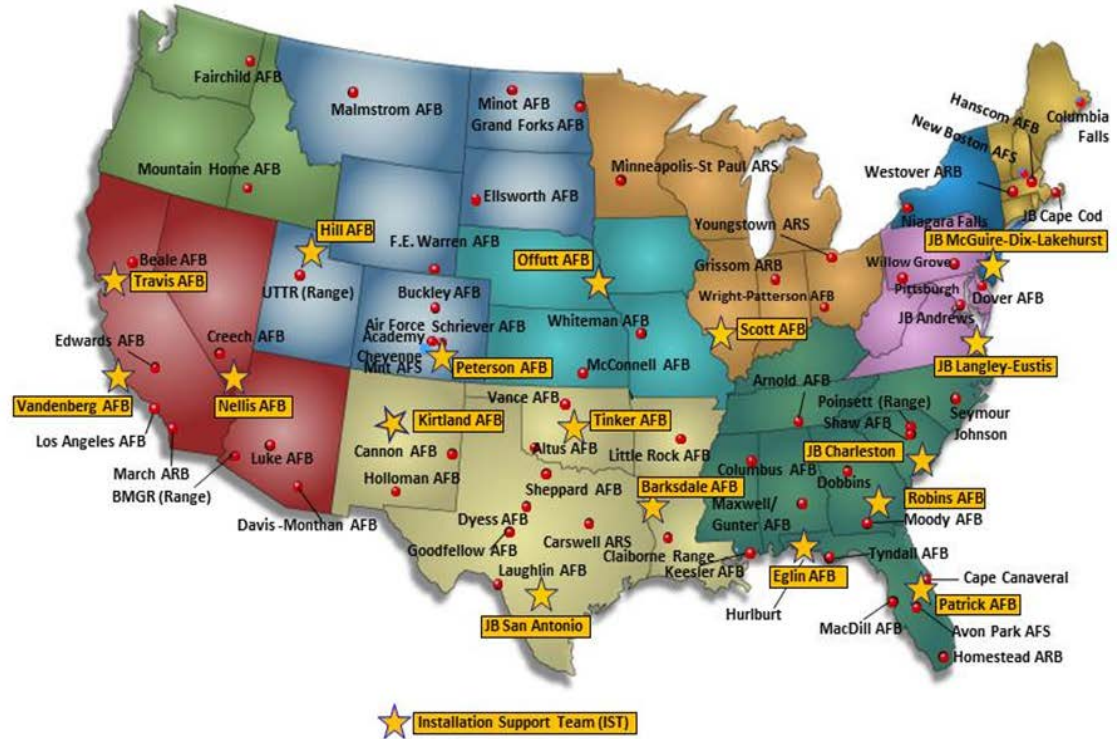 Fairchild AFB
Malmstrom AFB
Minot AFB
Grand Forks AFB
Mountain Home AFB
Minneapolis-St Paul ARS
Ellsworth AFB
Hanscom AFB
New Boston AFS
Columbia
Falls
Westover ARB
JB Cape Cod
Niagara Falls
Youngstown ARS
JB McGuire-Dix-Lakehurst
Hill AFB
F.E. Warren AFB
Offutt AFB
Grissom ARB
Willow Grove
Beale AFB
Travis AFB
UTTR (Range)
Buckley AFB
Wright-Patterson AFB
Pittsburgh
Dover AFB
JB Andrews
Edwards AFB
Creech AFB
Air Force
Academy
Schriever AFB
Cheyenne
Mnt AFS
Peterson AFB
Whiteman AFB
McConnell AFB
Scott AFB
JB Langley-Eustis
Vandenberg AFB
Nellis AFB
Los Angeles AFB
March ARB
BMGR (Range)
Luke AFB
Davis -Monthan AFB
Kirtland AFB
Cannon AFB
Holloman AFB
Vance AFB
Tinker AFB
Altus AFB
Little Rock AFB
Sheppard AFB
Arnold AFB
Poinsett (Range)
Shaw AFB
Seymour
Johnson
JB Charleston
Columbus AFB
Dobbins
Barksdale AFB
Maxwell/
Gunter AFB
Robins AFB
Moody AFB
Dyess AFB
Goodfellow AFB
Carswell ARS
Claiborne Range
Keesler AFB
Laughlin AFB
JB San Antonio
Eglin AFB
Hurlburt
Tyndall AFB
Cape Canaveral
Patrick AFB
MacDill AFB
Avon Park AFS
Homestead ARB
Installation Support Team (IST)